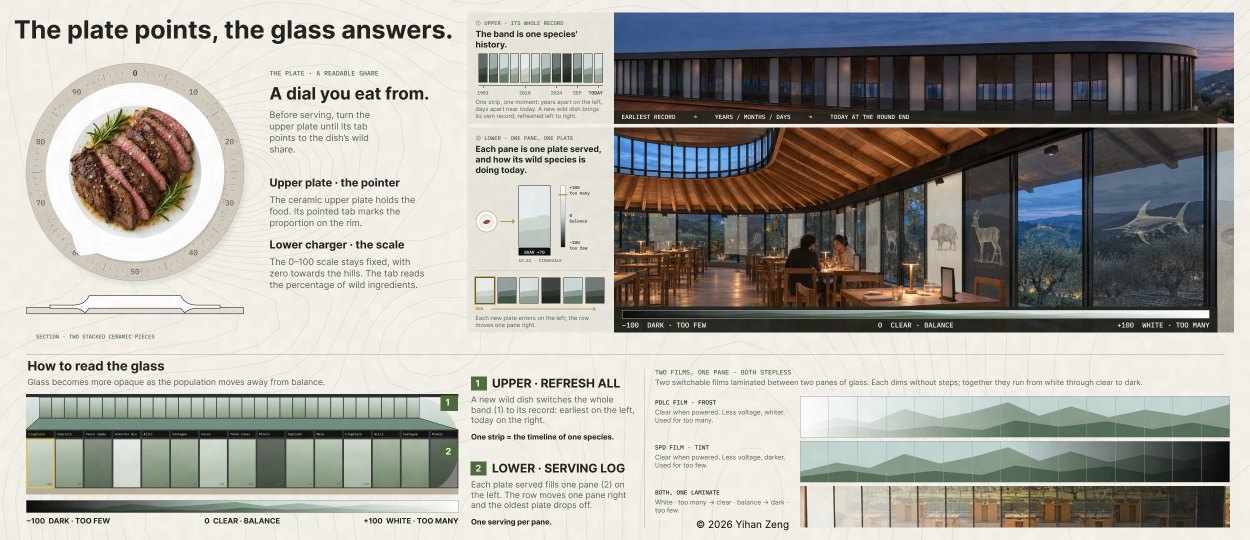 The plate points, the glass answers.
0
10
20
30
40
50
70
80
90
THE PLATE · A READABLE SHARE
A dial you eat from.
Before serving, turn the
upper plate until its tab
points to the dish's wild
share.
Upper plate · the pointer
The ceramic upper plate holds the
food. Its pointed tab marks the
proportion on the rim.
Lower charger · the scale
The 0–100 scale stays fixed, with
zero towards the hills. The tab reads
the percentage of wild ingredients.
SECTION · TWO STACKED CERAMIC PIECES
① UPPER · ITS WHOLE RECORD
The band is one species'
history.
1981 2010 2024 SEP TODAY
One strip, one moment: years apart on the left,
days apart near today. A new wild dish brings
its own record, refreshed left to right.
EARLIEST RECORD → YEARS / MONTHS / DAYS → TODAY AT THE ROUND END
② LOWER · ONE PANE, ONE PLATE
Each pane is one plate served,
and how its wild species is
doing today.
+100
too many
0
balance
−100
too few
BOAR +70
12:41 · CINGHIALE
NEW
Each new plate enters on the left; the row
moves one pane right.
−100 DARK · TOO FEW 0 CLEAR · BALANCE +100 WHITE · TOO MANY
How to read the glass
Glass becomes more opaque as the population moves away from balance.
1
2
−100 DARK · TOO FEW 0 CLEAR · BALANCE +100 WHITE · TOO MANY
1 UPPER · REFRESH ALL
A new wild dish switches the whole
band (1) to its record: earliest on the left,
today on the right.
One strip = the timeline of one species.
2 LOWER · SERVING LOG
Each plate served fills one pane (2) on
the left. The row moves one pane right
and the oldest plate drops off.
One serving per pane.
TWO FILMS, ONE PANE · BOTH STEPLESS
Two switchable films laminated between two panes of glass. Each dims without steps; together they run from white through clear to dark.
PDLC FILM · FROST
Clear when powered. Less voltage, whiter.
Used for too many.
SPD FILM · TINT
Clear when powered. Less voltage, darker.
Used for too few.
BOTH, ONE LAMINATE
White · too many → clear · balance → dark ·
too few.
© 2026 Yihan Zeng